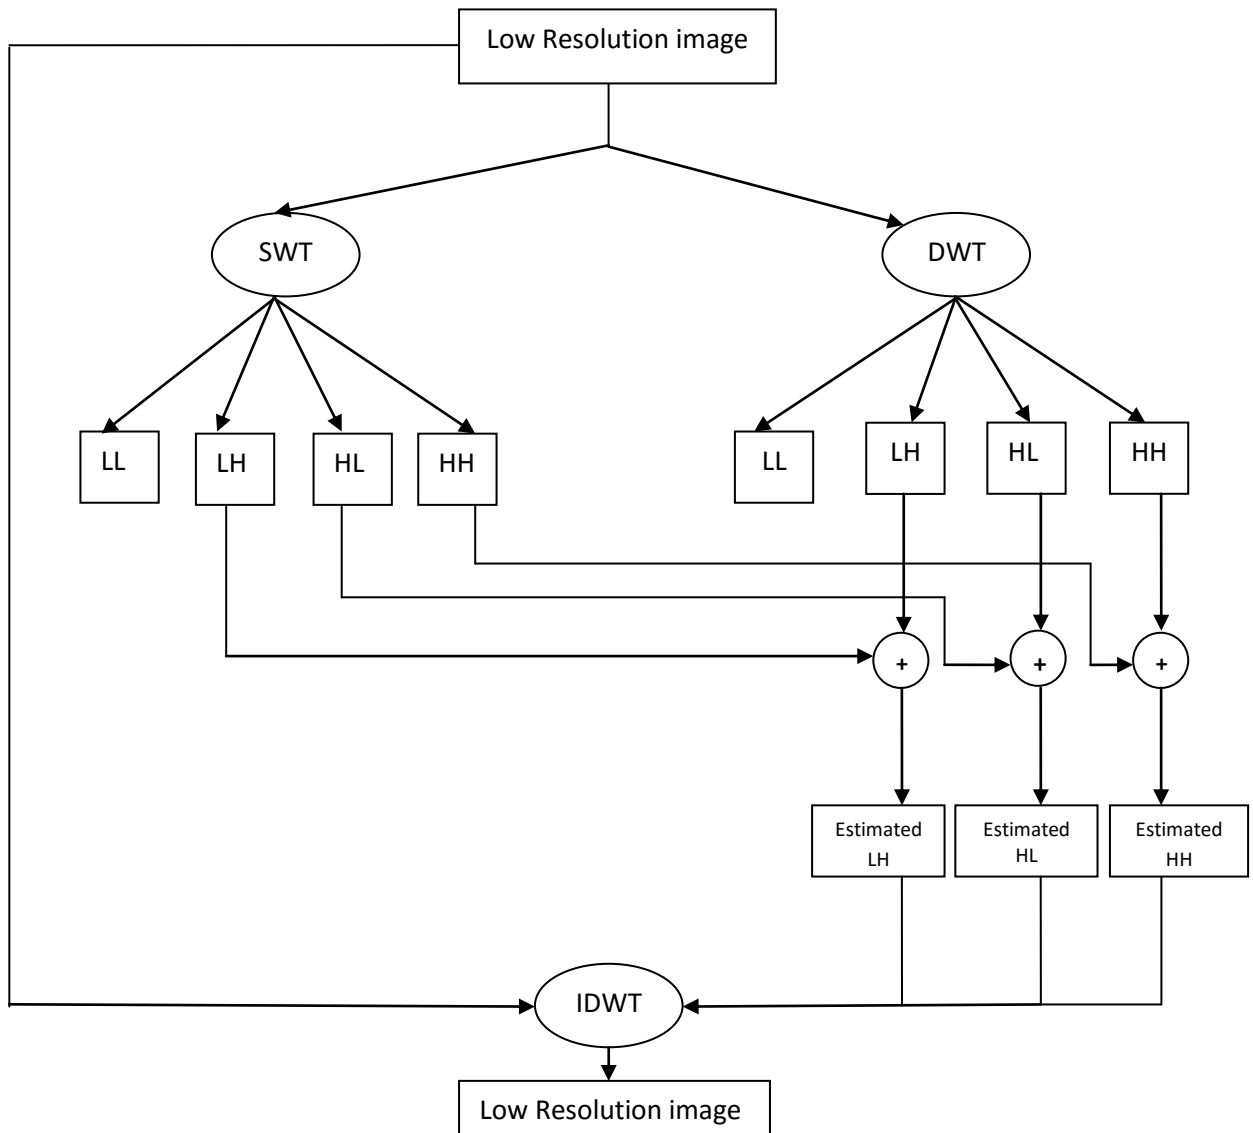 Low Resolution image
SWT
DWT
LL
LH
HL
HH
LL
LH
HL
HH
+
+
+
Estimated
LH
Estimated
HL
Estimated
HH
IDWT
Low Resolution image